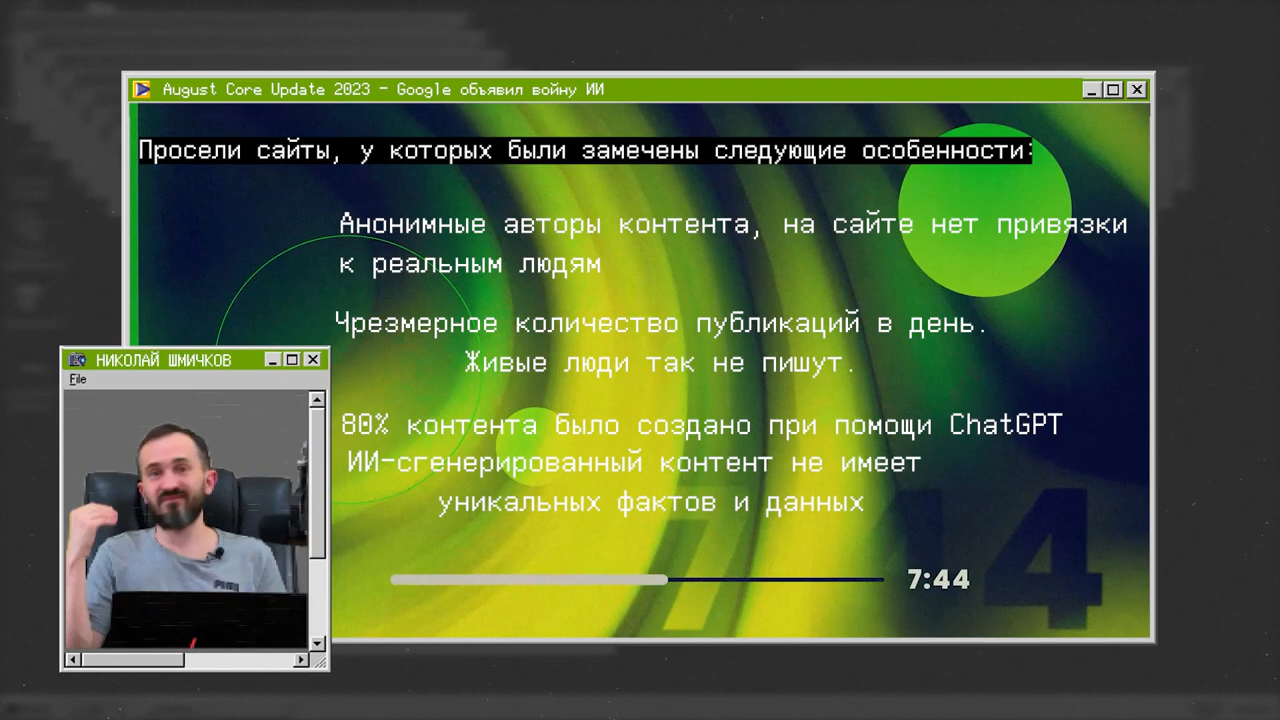 August Core Update 2023 - Google объявил войну ИИ
Просели сайты, у которых были замечены следующие особенности:
Анонимные авторы контента, на сайте нет привязки
к реальным людям
Чрезмерное количество публикаций в день.
Живые люди так не пишут.
НИКОЛАЙ ШМИЧКОВ
File
80% контента было создано при помощи ChatGPT
ИИ-сгенерированный контент не имеет
уникальных фактов и данных
7:44
14